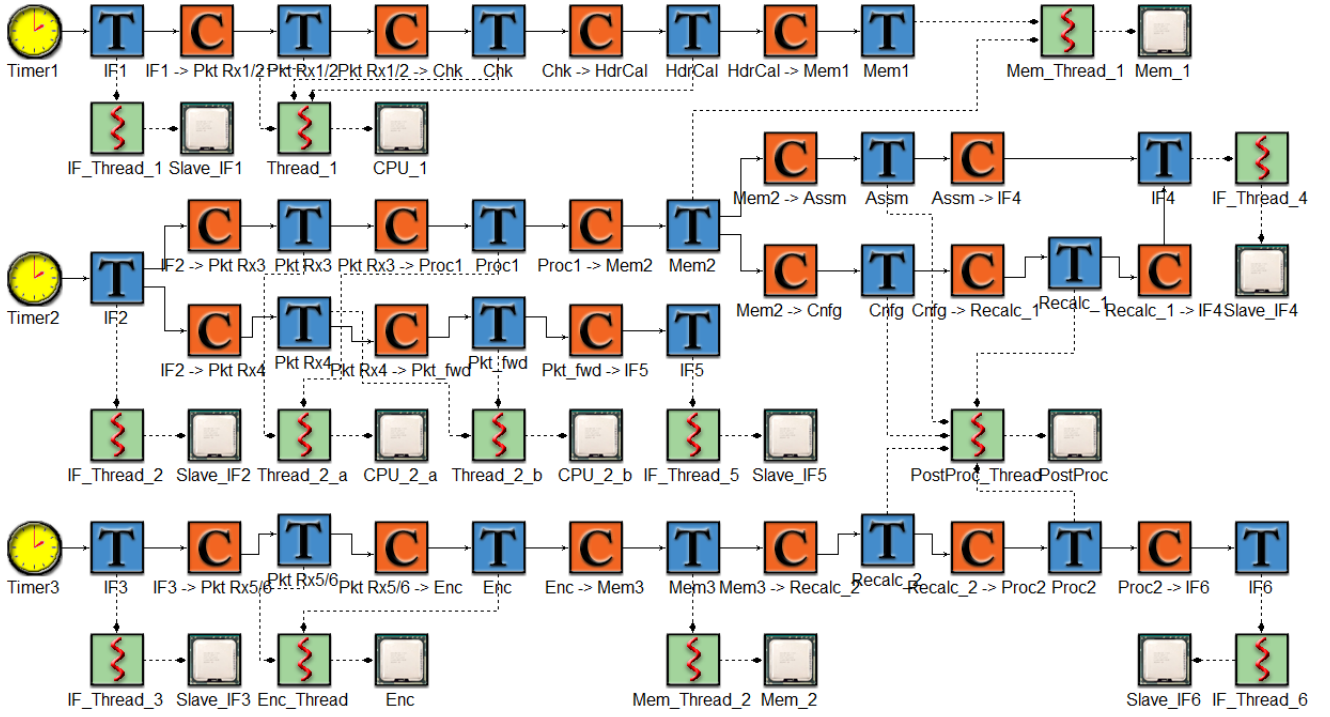 T C T C T C T C T
Timer1 IF1 IF1 -> Pkt Rx1/2 Pkt Rx1/2 Pkt Rx1/2 -> Chk Chk Chk -> HdrCal HdrCal HdrCal -> Mem1 Mem1 Mem_Thread_1 Mem_1
IF_Thread_1 Slave_IF1 Thread_1 CPU_1
C T C T
Mem2 -> Assm Assm Assm -> IF4 IF4 IF_Thread_4
C T C T C T
IF2 -> Pkt Rx3 Pkt Rx3 Pkt Rx3 -> Proc1 Proc1 Proc1 -> Mem2 Mem2
T C T C T C
Timer2 IF2 Mem2 -> Cnfg Cnfg Cnfg -> Recalc_1 Recalc_1 Recalc_1 -> IF4 Slave_IF4
C T C T C T
IF2 -> Pkt Rx4 Pkt Rx4 Pkt Rx4 -> Pkt_fwd Pkt_fwd Pkt_fwd -> IF5 IF5
IF_Thread_2 Slave_IF2 Thread_2_a CPU_2_a Thread_2_b CPU_2_b IF_Thread_5 Slave_IF5 PostProc_Thread PostProc
T C T C T C T C T C T C T
Timer3 IF3 IF3 -> Pkt Rx5/6 Pkt Rx5/6 Pkt Rx5/6 -> Enc Enc Enc -> Mem3 Mem3 Mem3 -> Recalc_2 Recalc_2 Recalc_2 -> Proc2 Proc2 Proc2 -> IF6 IF6
IF_Thread_3 Slave_IF3 Enc_Thread Enc Mem_Thread_2 Mem_2 Slave_IF6 IF_Thread_6